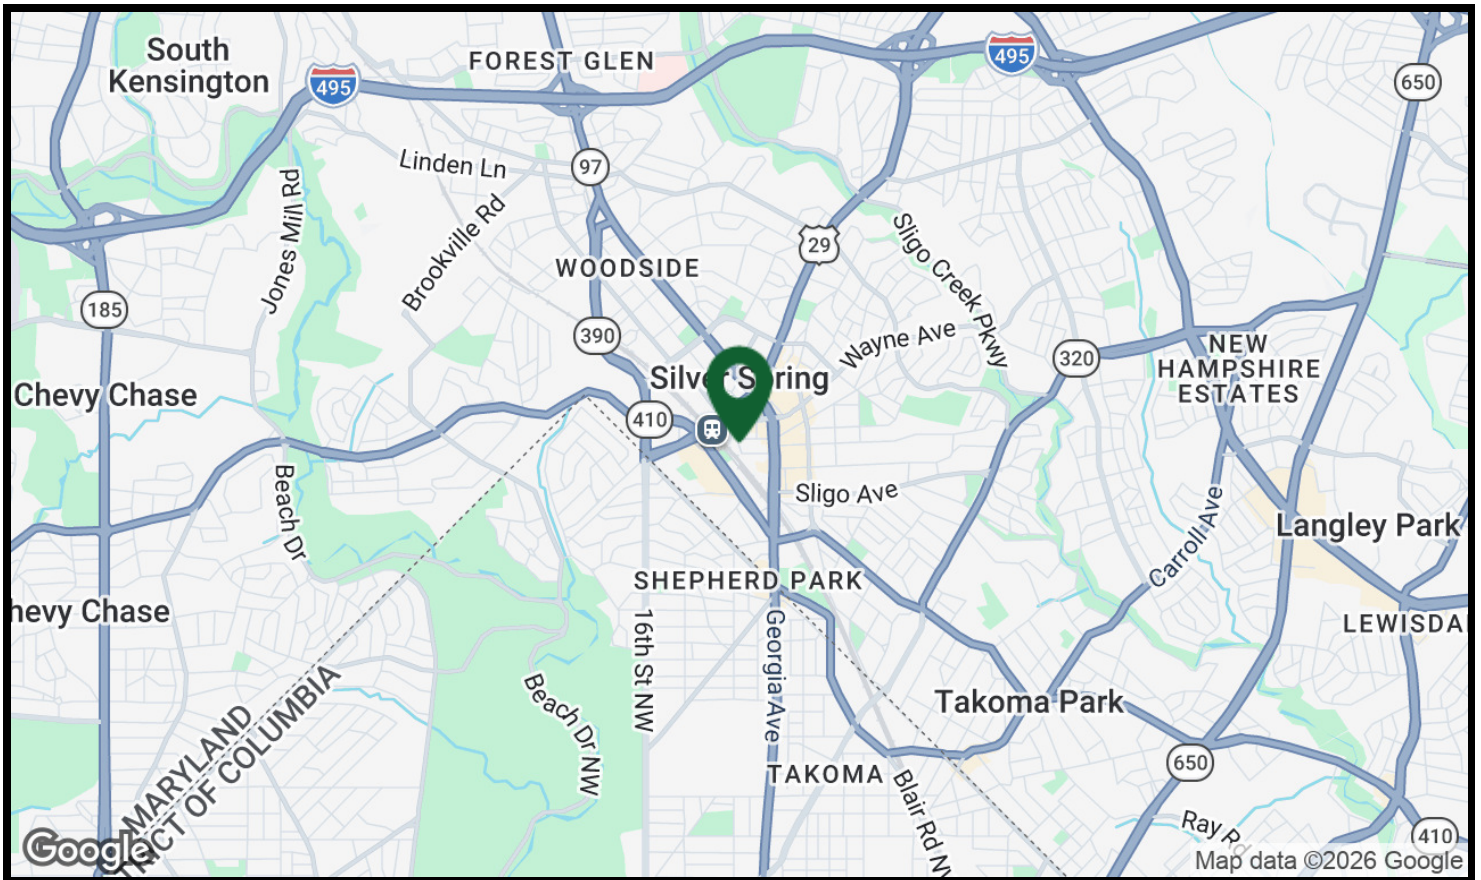 South
Kensington
FOREST GLEN
495
495
650
Linden Ln
97
Jones Mill Rd
Brookville Rd
29
Sligo Creek Pkwy
WOODSIDE
185
390
Wayne Ave
320
NEW
HAMPSHIRE
ESTATES
Silver Spring
Chevy Chase
410
Beach Dr
Sligo Ave
Carroll Ave
Langley Park
SHEPHERD PARK
hevy Chase
16th St NW
Georgia Ave
LEWISDA
MARYLAND
TRICT OF COLUMBIA
Beach Dr NW
Takoma Park
TAKOMA
650
Blair Rd NW
Ray Rd
410
Google
Map data ©2026 Google